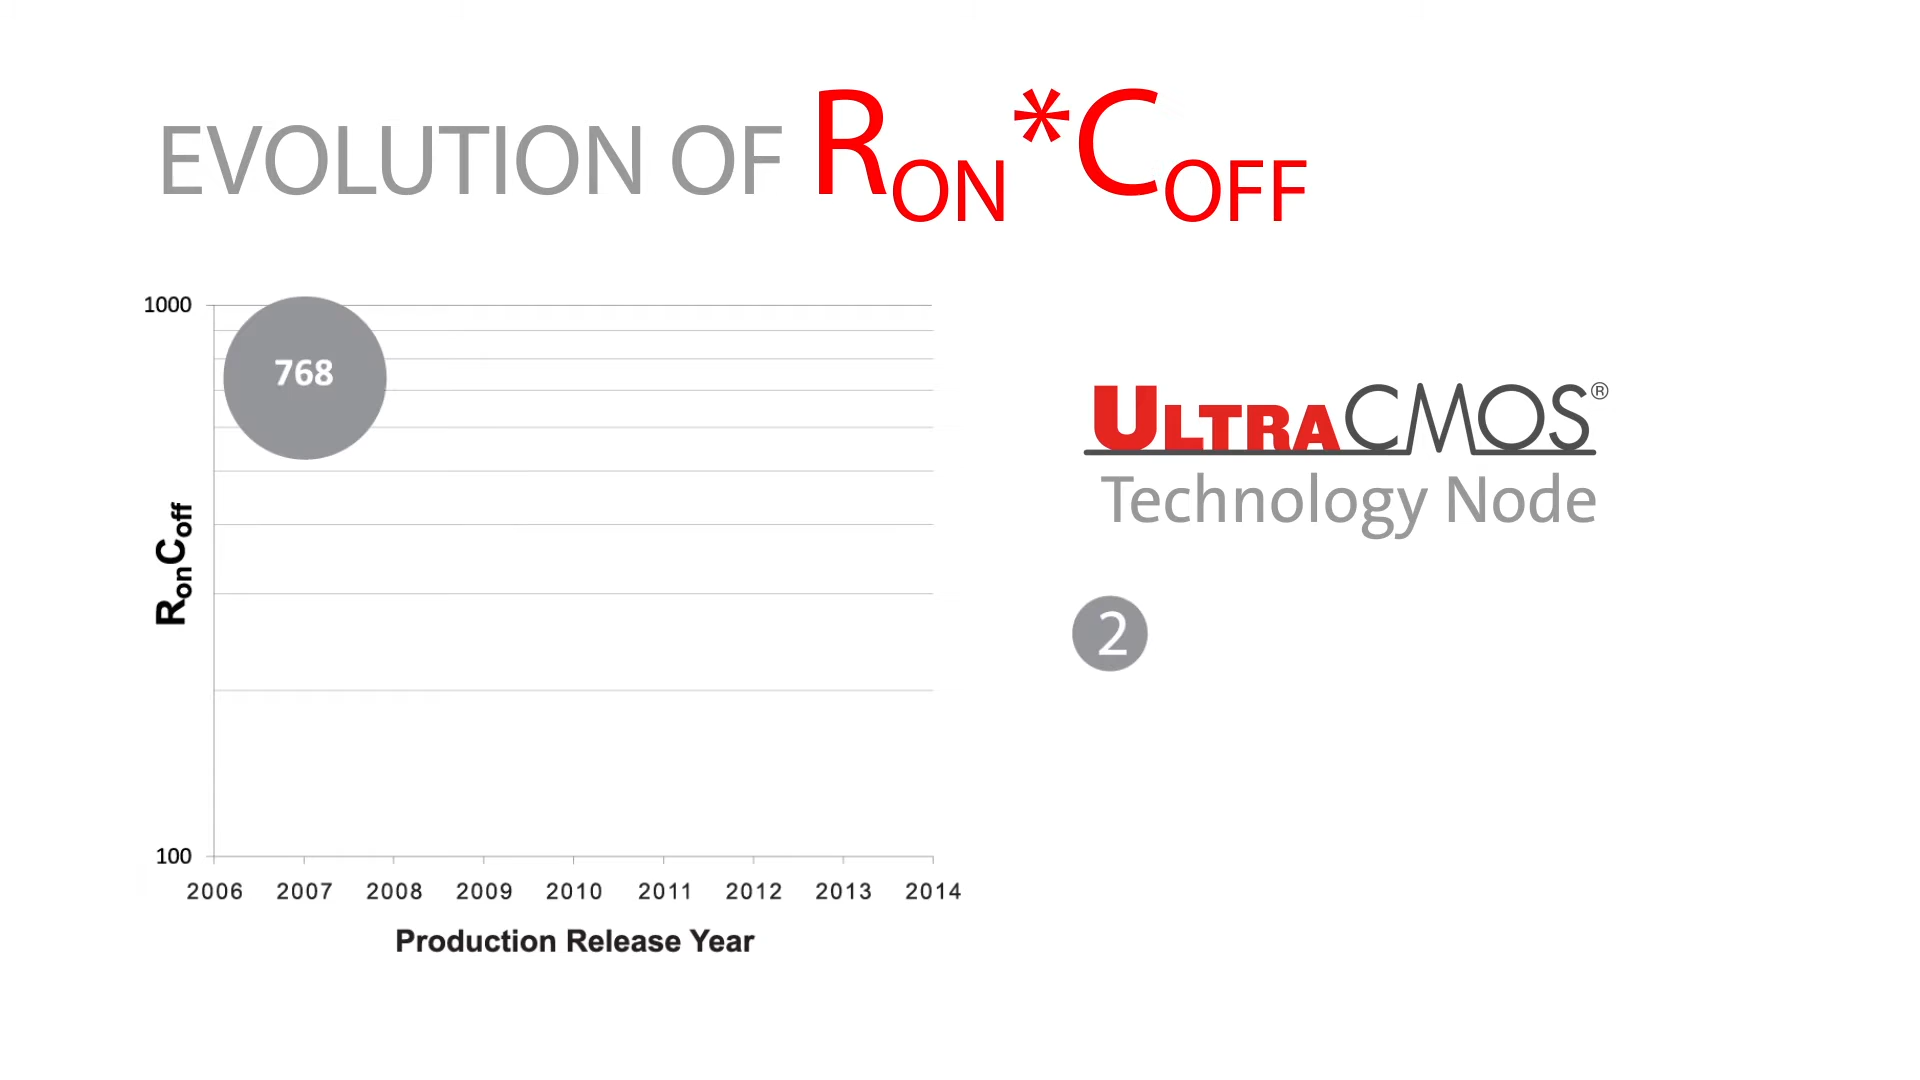 EVOLUTION OF RON*COFF
1000
768
RonCoff
100
2006 2007 2008 2009 2010 2011 2012 2013 2014
Production Release Year
ULTRACMOS®
Technology Node
2